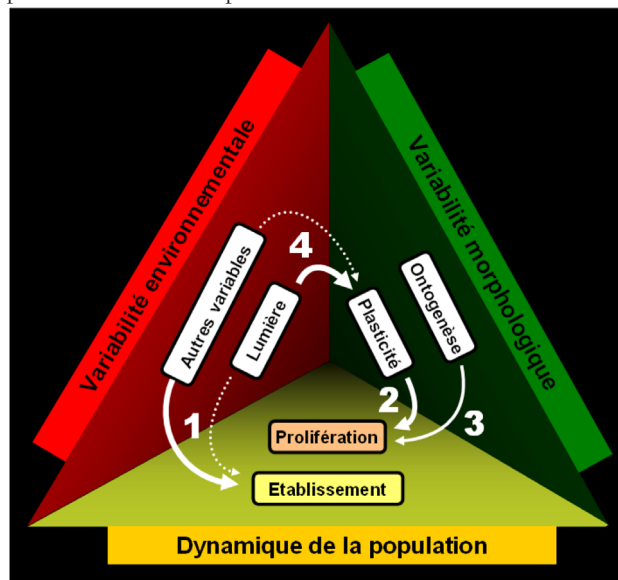 Variabilité environnementale
Variabilité morphologique
Autres variables
Lumière
4
Plasticité
Ontogenèse
1
2
3
Prolifération
Etablissement
Dynamique de la population